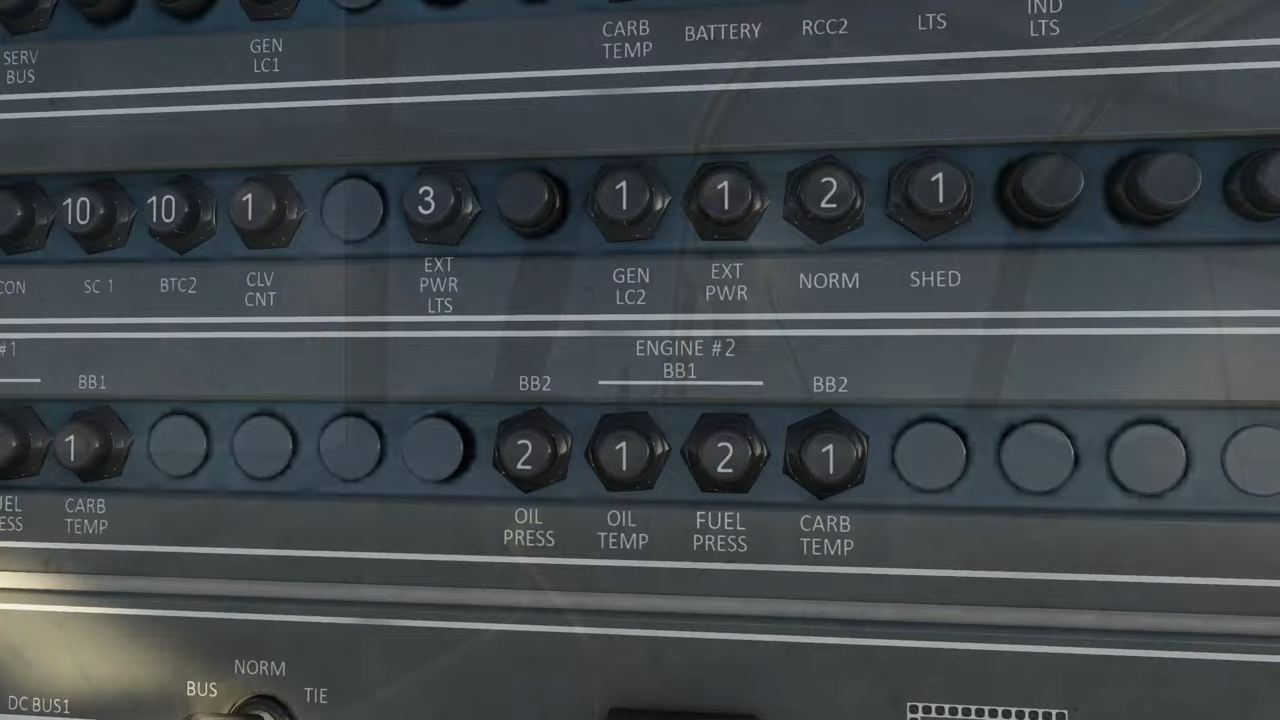 SERV
BUS
GEN
LC1
CARB
TEMP
BATTERY
RCC2
LTS
IND
LTS
10
10
1
3
1
1
2
1
SC 1
BTC2
CLV
CNT
EXT
PWR
LTS
GEN
LC2
EXT
PWR
NORM
SHED
#1
BB1
BB2
ENGINE #2
BB1
BB2
1
2
1
2
1
CARB
TEMP
OIL
PRESS
OIL
TEMP
FUEL
PRESS
CARB
TEMP
NORM
BUS
TIE
DC BUS1